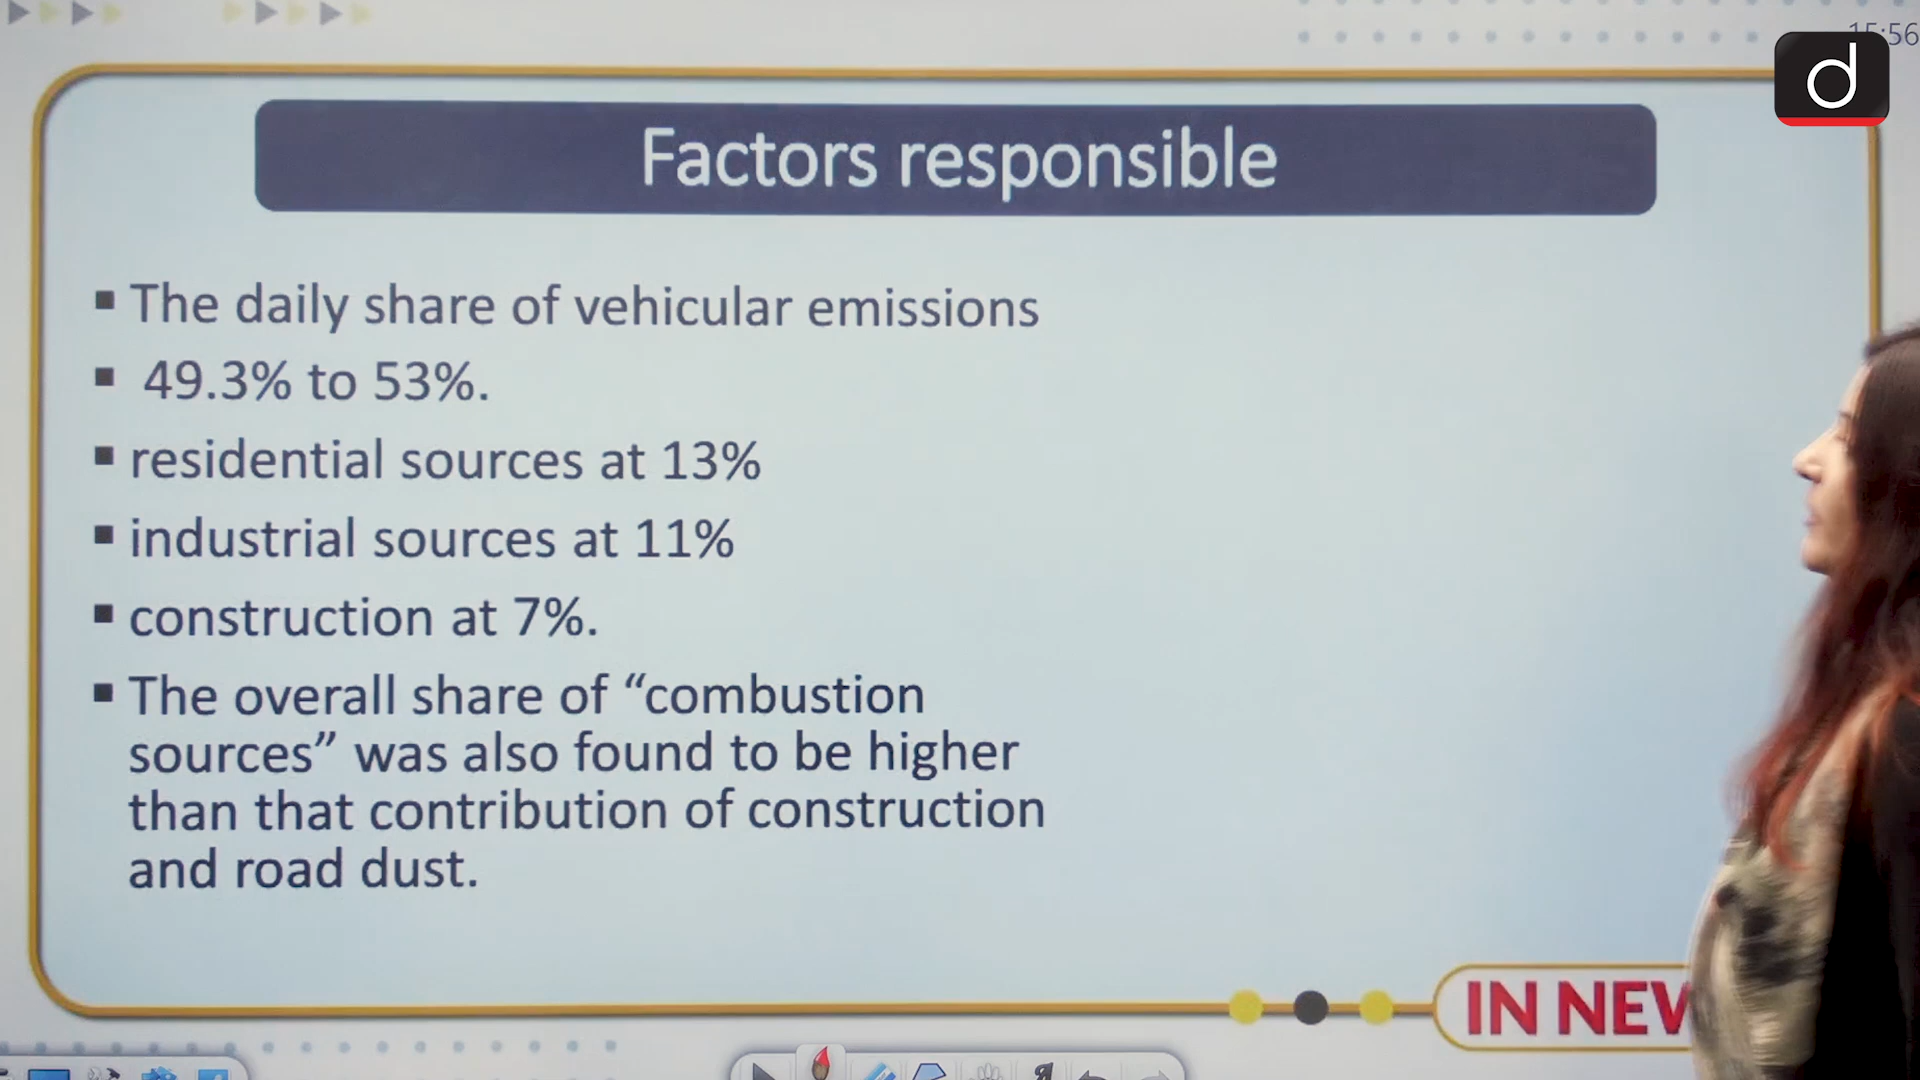 15:56
d
Factors responsible
▪ The daily share of vehicular emissions
▪ 49.3% to 53%.
▪ residential sources at 13%
▪ industrial sources at 11%
▪ construction at 7%.
▪ The overall share of “combustion
sources” was also found to be higher
than that contribution of construction
and road dust.
IN NEW